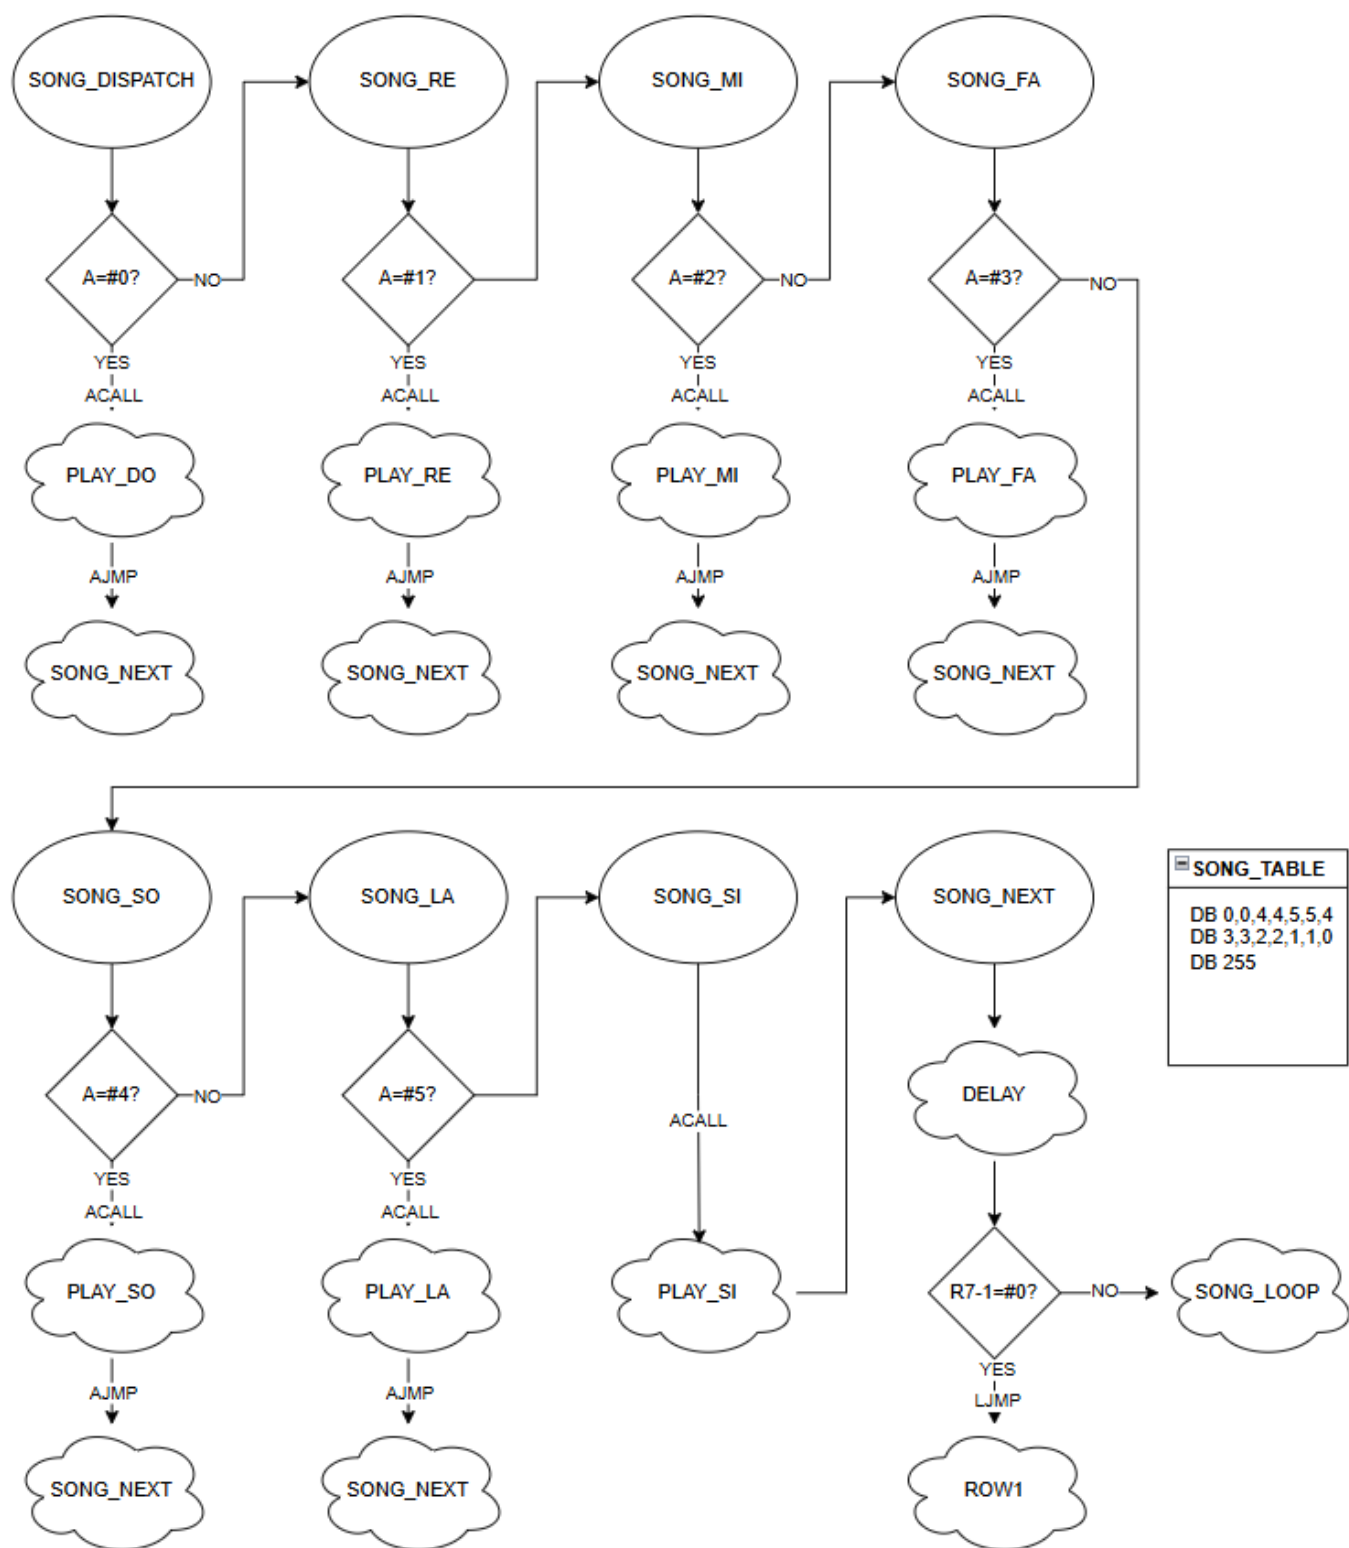 SONG_DISPATCH
SONG_RE
SONG_MI
SONG_FA
A=#0?
NO
A=#1?
A=#2?
NO
A=#3?
NO
YES
YES
YES
YES
ACALL
ACALL
ACALL
ACALL
PLAY_DO
PLAY_RE
PLAY_MI
PLAY_FA
AJMP
AJMP
AJMP
AJMP
SONG_NEXT
SONG_NEXT
SONG_NEXT
SONG_NEXT
SONG_SO
SONG_LA
SONG_SI
SONG_NEXT
SONG_TABLE
DB 0,0,4,4,5,5,4
DB 3,3,2,2,1,1,0
DB 255
A=#4?
NO
A=#5?
ACALL
DELAY
YES
YES
ACALL
ACALL
PLAY_SO
PLAY_LA
PLAY_SI
R7-1=#0?
NO
SONG_LOOP
YES
LJMP
AJMP
AJMP
SONG_NEXT
SONG_NEXT
ROW1